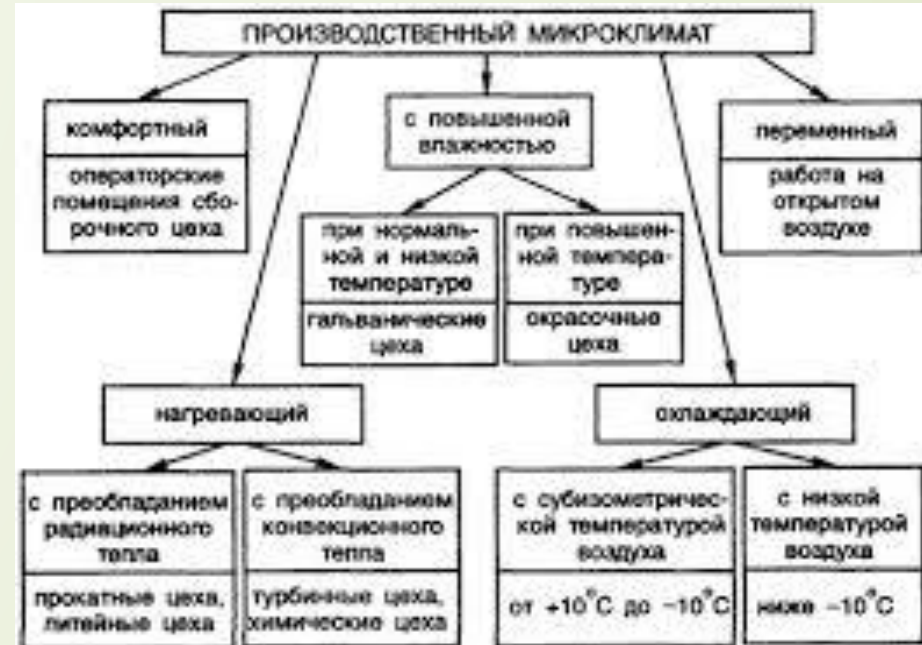 ПРОИЗВОДСТВЕННЫЙ МИКРОКЛИМАТ
комфортный
операторские
помещения сбо-
рочного цеха
с повышенной
влажностью
при нормаль-
ной и низкой
температуре
гальванические
цеха
при повышен-
ной темпера-
туре
окрасочные
цеха
переменный
работа на
открытом
воздухе
нагревающий
с преобладанием
радиационного
тепла
прокатные цеха,
литейные цеха
с преобладанием
конвекционного
тепла
турбинные цеха,
химические цеха
охлаждающий
с субизометричес-
кой температурой
воздуха
от +10°С до −10°С
с низкой
температурой
воздуха
ниже −10°С